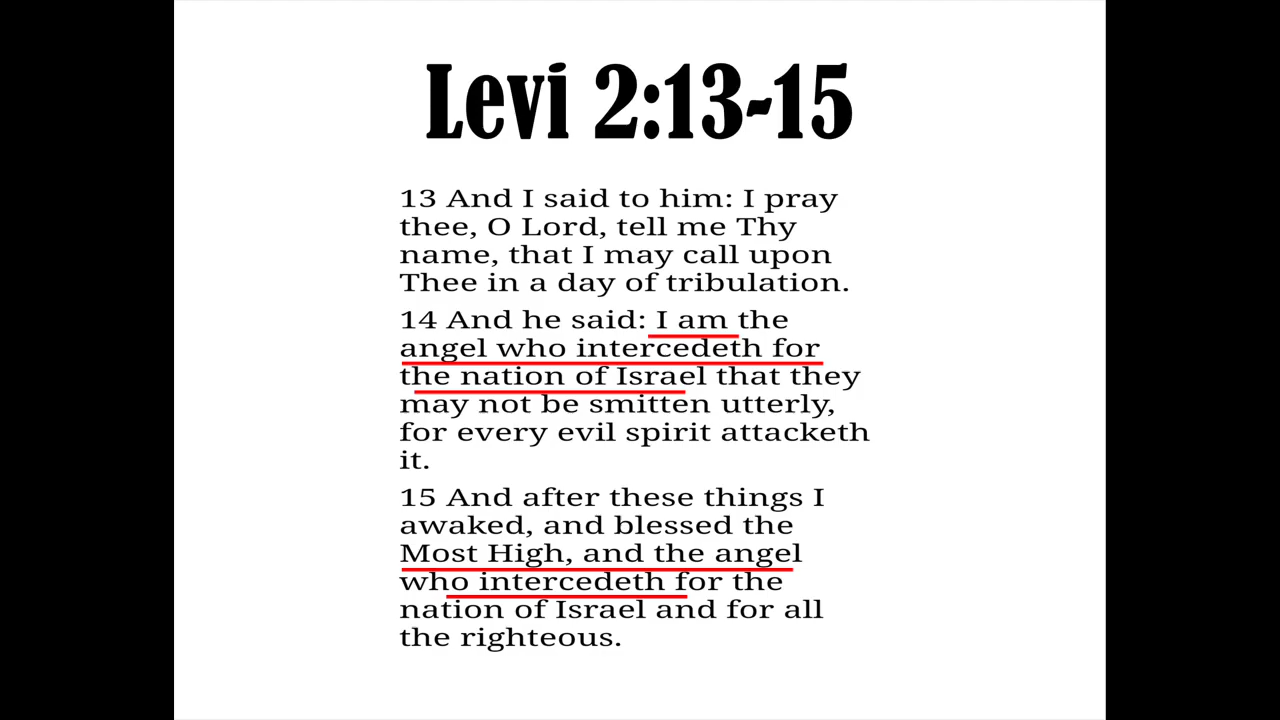 Levi 2:13-15
13 And I said to him: I pray
thee, O Lord, tell me Thy
name, that I may call upon
Thee in a day of tribulation.
14 And he said: I am the
angel who intercedeth for
the nation of Israel that they
may not be smitten utterly,
for every evil spirit attacketh
it.
15 And after these things I
awaked, and blessed the
Most High, and the angel
who intercedeth for the
nation of Israel and for all
the righteous.